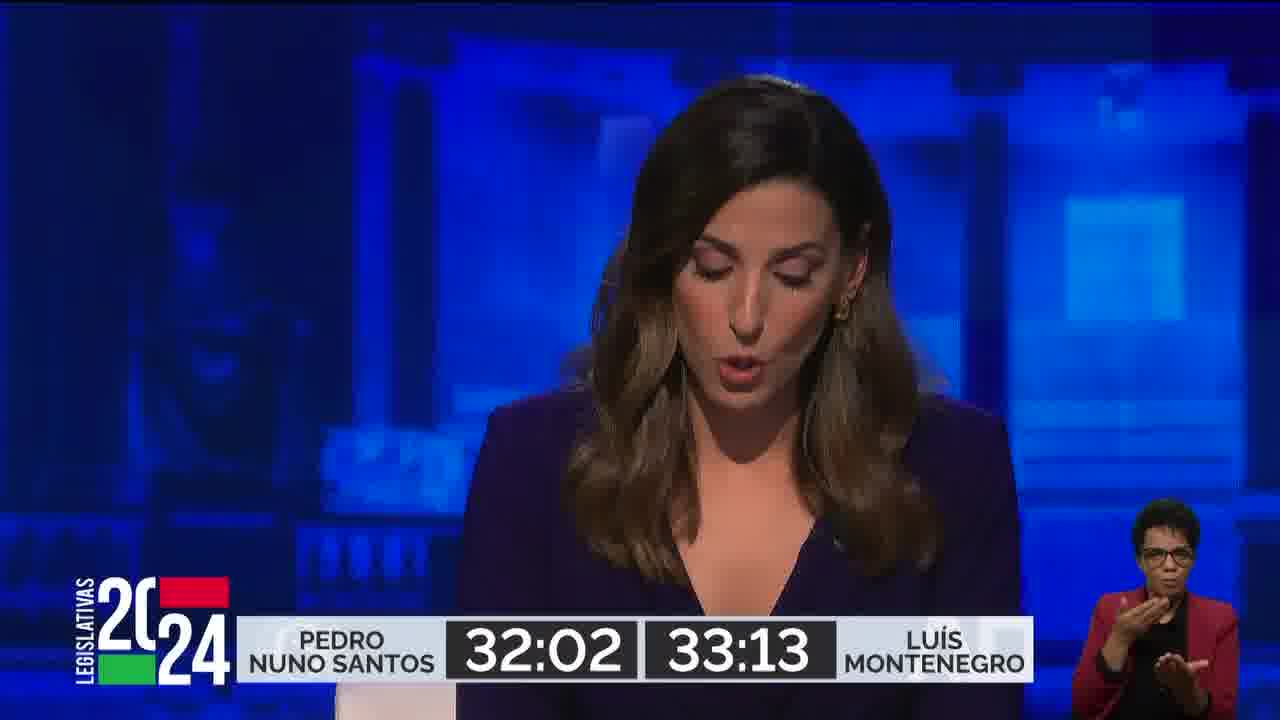 LEGISLATIVAS
2024
PEDRO
NUNO SANTOS
32:02
33:13
LUÍS
MONTENEGRO